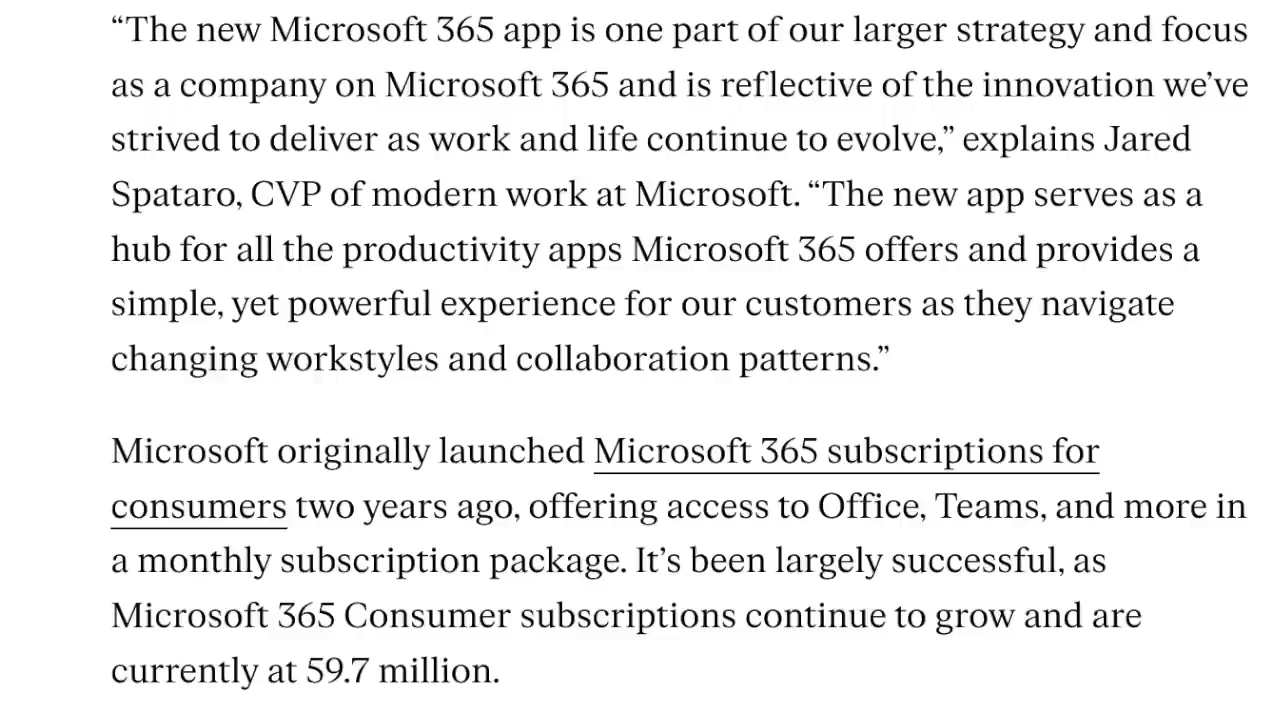 “The new Microsoft 365 app is one part of our larger strategy and focus
as a company on Microsoft 365 and is reflective of the innovation we’ve
strived to deliver as work and life continue to evolve,” explains Jared
Spataro, CVP of modern work at Microsoft. “The new app serves as a
hub for all the productivity apps Microsoft 365 offers and provides a
simple, yet powerful experience for our customers as they navigate
changing workstyles and collaboration patterns.”
Microsoft originally launched Microsoft 365 subscriptions for
consumers two years ago, offering access to Office, Teams, and more in
a monthly subscription package. It’s been largely successful, as
Microsoft 365 Consumer subscriptions continue to grow and are
currently at 59.7 million.